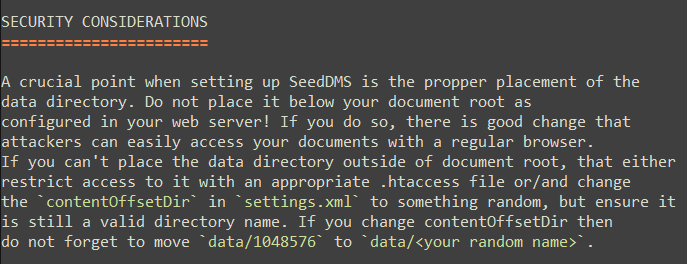 SECURITY CONSIDERATIONS
=======================
A crucial point when setting up SeedDMS is the propper placement of the
data directory. Do not place it below your document root as
configured in your web server! If you do so, there is good change that
attackers can easily access your documents with a regular browser.
If you can't place the data directory outside of document root, that either
restrict access to it with an appropriate .htaccess file or/and change
the `contentOffsetDir` in `settings.xml` to something random, but ensure it
is still a valid directory name. If you change contentOffsetDir then
do not forget to move `data/1048576` to `data/<your random name>`.